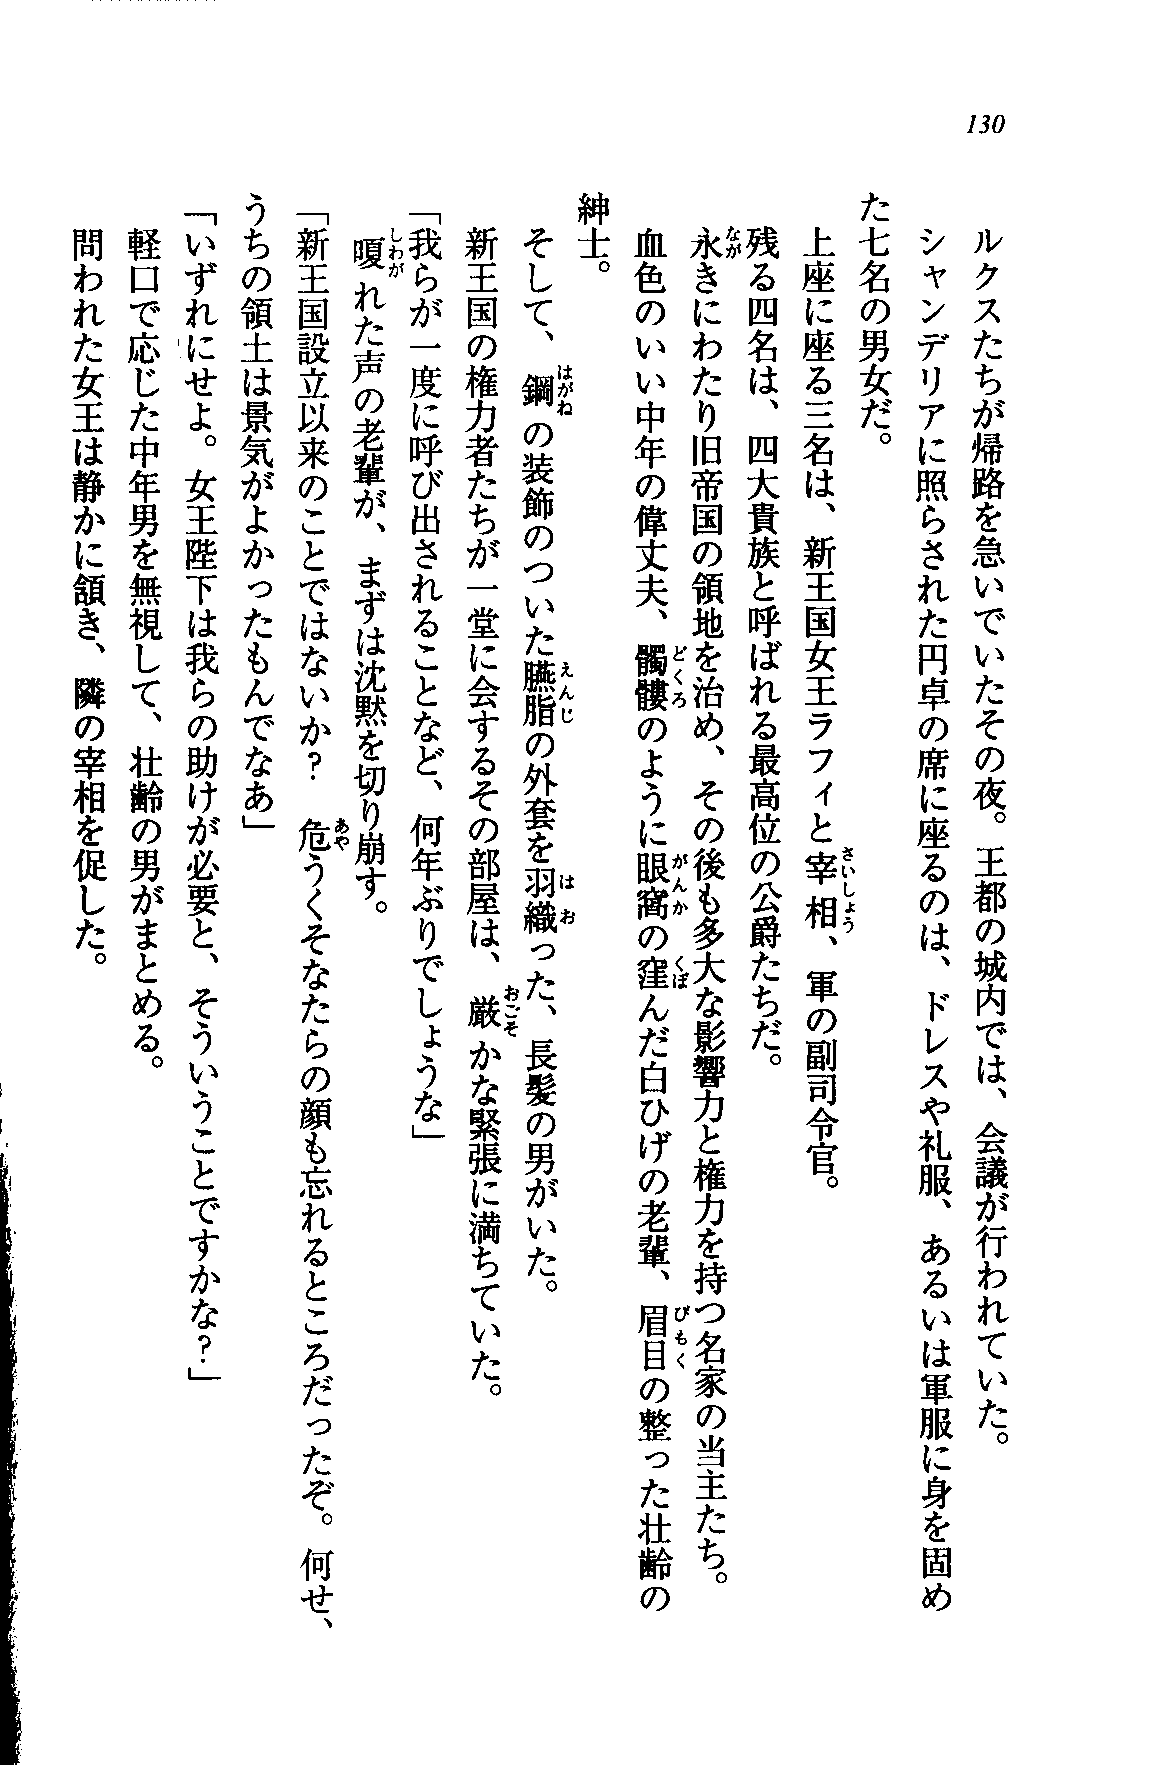 130
ルクスたちが帰路を急いでいたその夜。王都の城内では、会議が行われていた。
シャンデリアに照らされた円卓の席に座るのは、ドレスや礼服、あるいは軍服に身を固め
た七名の男女だ。
上座に座る三名は、新王国女王ラフィと宰相、軍の副司令官。
残る四名は、四大貴族と呼ばれる最高位の公爵たちだ。
永きにわたり旧帝国の領地を治め、その後も多大な影響力と権力を持つ名家の当主たち。
血色のいい中年の偉丈夫、髑髏のように眼窩の窪んだ白ひげの老輩、眉目の整った壮齢の
紳士。
そして、鋼の装飾のついた臙脂の外套を羽織った、長髪の男がいた。
新王国の権力者たちが一堂に会するその部屋は、厳かな緊張に満ちていた。
「我らが一度に呼び出されることなど、何年ぶりでしょうな」
嗄れた声の老輩が、まずは沈黙を切り崩す。
「新王国設立以来のことではないか？　危うくそなたらの顔も忘れるところだったぞ。何せ、
うちの領土は景気がよかったもんでなあ」
「いずれにせよ。女王陛下は我らの助けが必要と、そういうことですかな？」
軽口で応じた中年男を無視して、壮齢の男がまとめる。
問われた女王は静かに頷き、隣の宰相を促した。